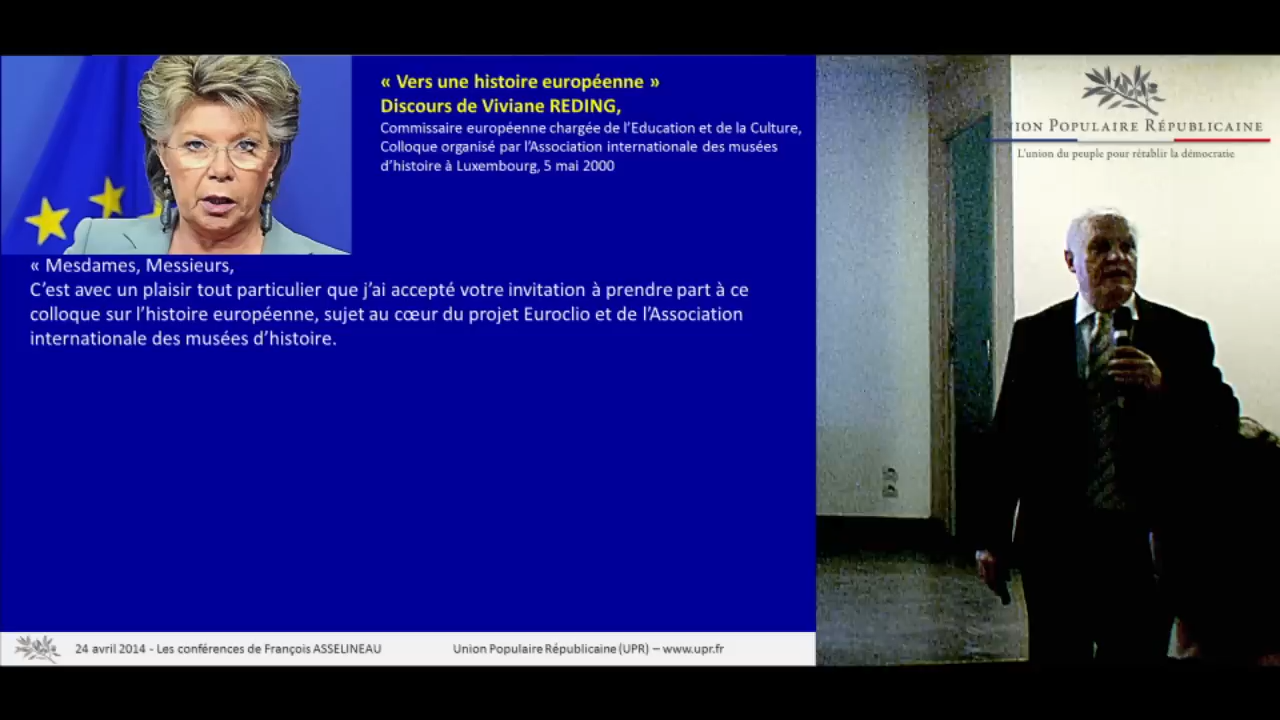 « Vers une histoire européenne »
Discours de Viviane REDING,
Commissaire européenne chargée de l’Education et de la Culture,
Colloque organisé par l’Association internationale des musées
d’histoire à Luxembourg, 5 mai 2000
« Mesdames, Messieurs,
C’est avec un plaisir tout particulier que j’ai accepté votre invitation à prendre part à ce
colloque sur l’histoire européenne, sujet au cœur du projet Euroclio et de l’Association
internationale des musées d’histoire.
24 avril 2014 - Les conférences de François ASSELINEAU
Union Populaire Républicaine (UPR) – www.upr.fr
NION POPULAIRE RÉPUBLICAINE
L’union du peuple pour rétablir la démocratie